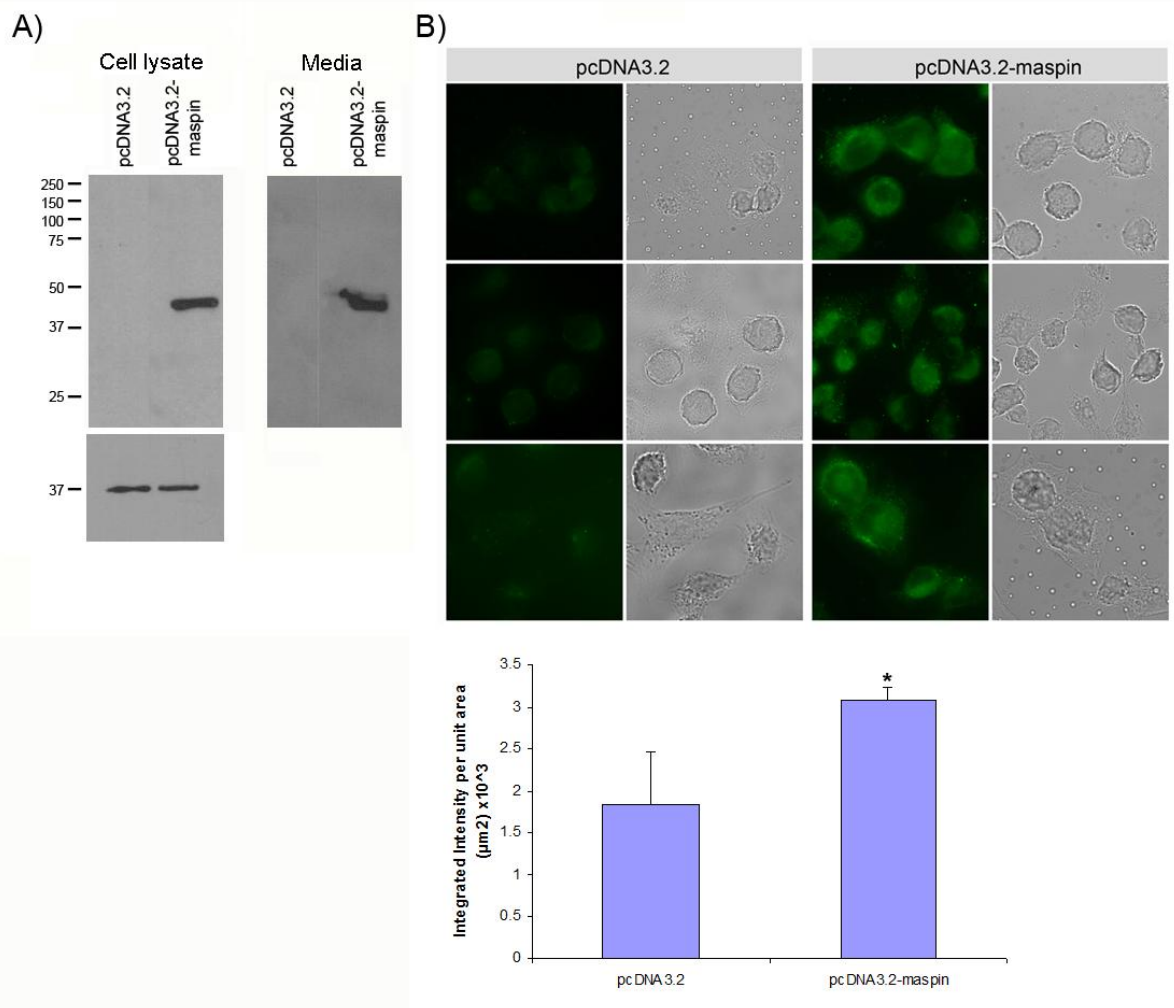 A)
Cell lysate
Media
pcDNA3.2
pcDNA3.2-
maspin
pcDNA3.2
pcDNA3.2-
maspin
250
150
100
75
50
37
25
37
B)
pcDNA3.2
pcDNA3.2-maspin
3.5
3
2.5
2
1.5
1
0.5
0
Integrated Intensity per unit area
(µm2) x10^3
*
pcDNA3.2
pcDNA3.2-maspin